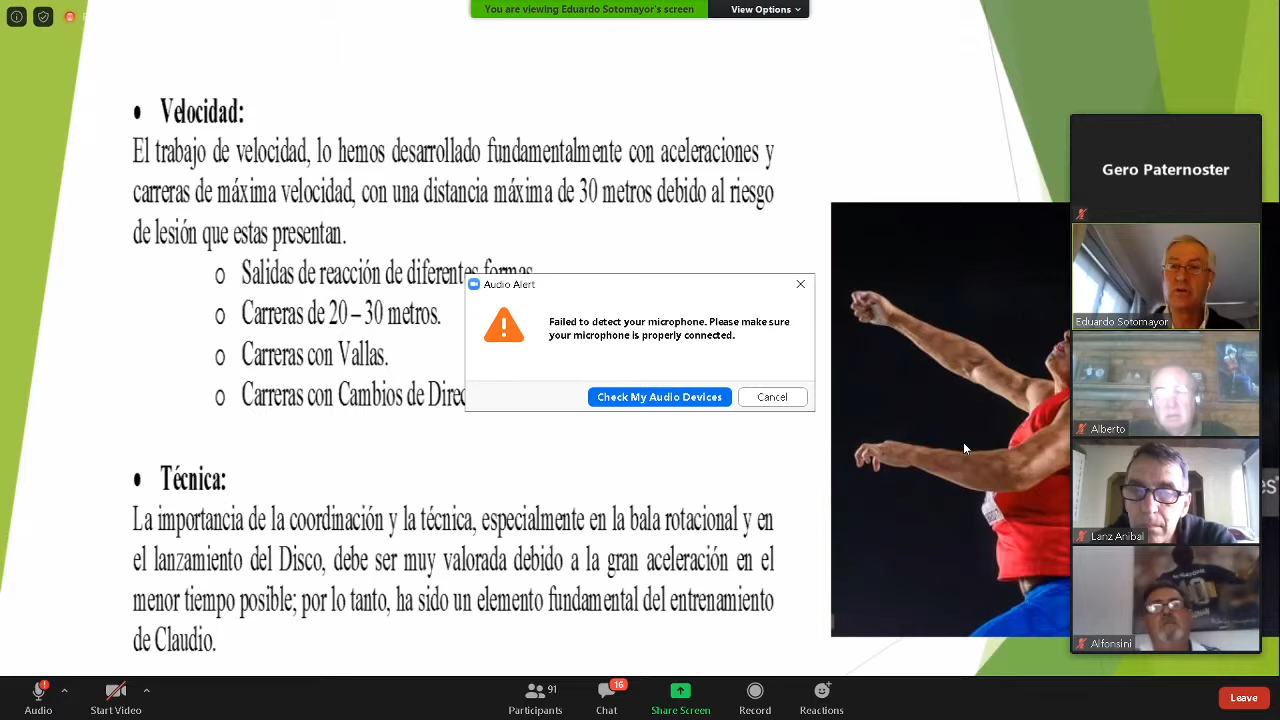 You are viewing Eduardo Sotomayor's screen
View Options
• Velocidad:
El trabajo de velocidad, lo hemos desarrollado fundamentalmente con aceleraciones y
carreras de máxima velocidad, con una distancia máxima de 30 metros debido al riesgo
de lesión que estas presentan.
o Salidas de reacción de diferentes formas
o Carreras de 20 – 30 metros.
o Carreras con Vallas.
o Carreras con Cambios de
• Técnica:
La importancia de la coordinación y la técnica, especialmente en la bala rotacional y en
el lanzamiento del Disco, debe ser muy valorada debido a la gran aceleración en el
menor tiempo posible; por lo tanto, ha sido un elemento fundamental del entrenamiento
de Claudio.
Audio Alert
Failed to detect your microphone. Please make sure
your microphone is properly connected.
Check My Audio Devices
Cancel
Gero Paternoster
Eduardo Sotomayor
Alberto
Lanz Anibal
Alfonsini
Audio
Start Video
91
Participants
16
Chat
Share Screen
Record
Reactions
Leave